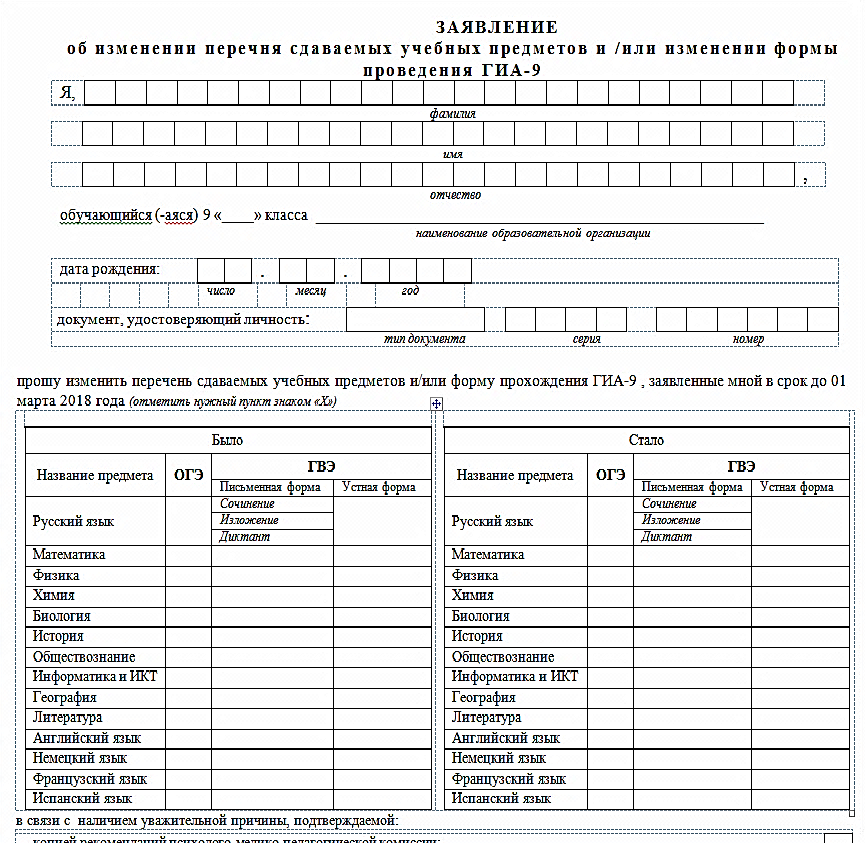 ЗАЯВЛЕНИЕ
об изменении перечня сдаваемых учебных предметов и /или изменении формы
проведения ГИА-9
Я,
фамилия
имя
,
отчество
обучающийся (-аяся) 9 «____» класса
наименование образовательной организации
дата рождения: . .
число месяц год
документ, удостоверяющий личность:
тип документа серия номер
прошу изменить перечень сдаваемых учебных предметов и/или форму прохождения ГИА-9 , заявленные мной в срок до 01
марта 2018 года (отметить нужный пункт знаком «Х»)
Было Стало
Название предмета ОГЭ ГВЭ Название предмета ОГЭ ГВЭ
Письменная форма Устная форма Письменная форма Устная форма
Русский язык Сочинение Русский язык Сочинение
Изложение Изложение
Диктант Диктант
Математика Математика
Физика Физика
Химия Химия
Биология Биология
История История
Обществознание Обществознание
Информатика и ИКТ Информатика и ИКТ
География География
Литература Литература
Английский язык Английский язык
Немецкий язык Немецкий язык
Французский язык Французский язык
Испанский язык Испанский язык
в связи с наличием уважительной причины, подтверждаемой:
копией рекомендаций психолого-медико-педагогической комиссии;